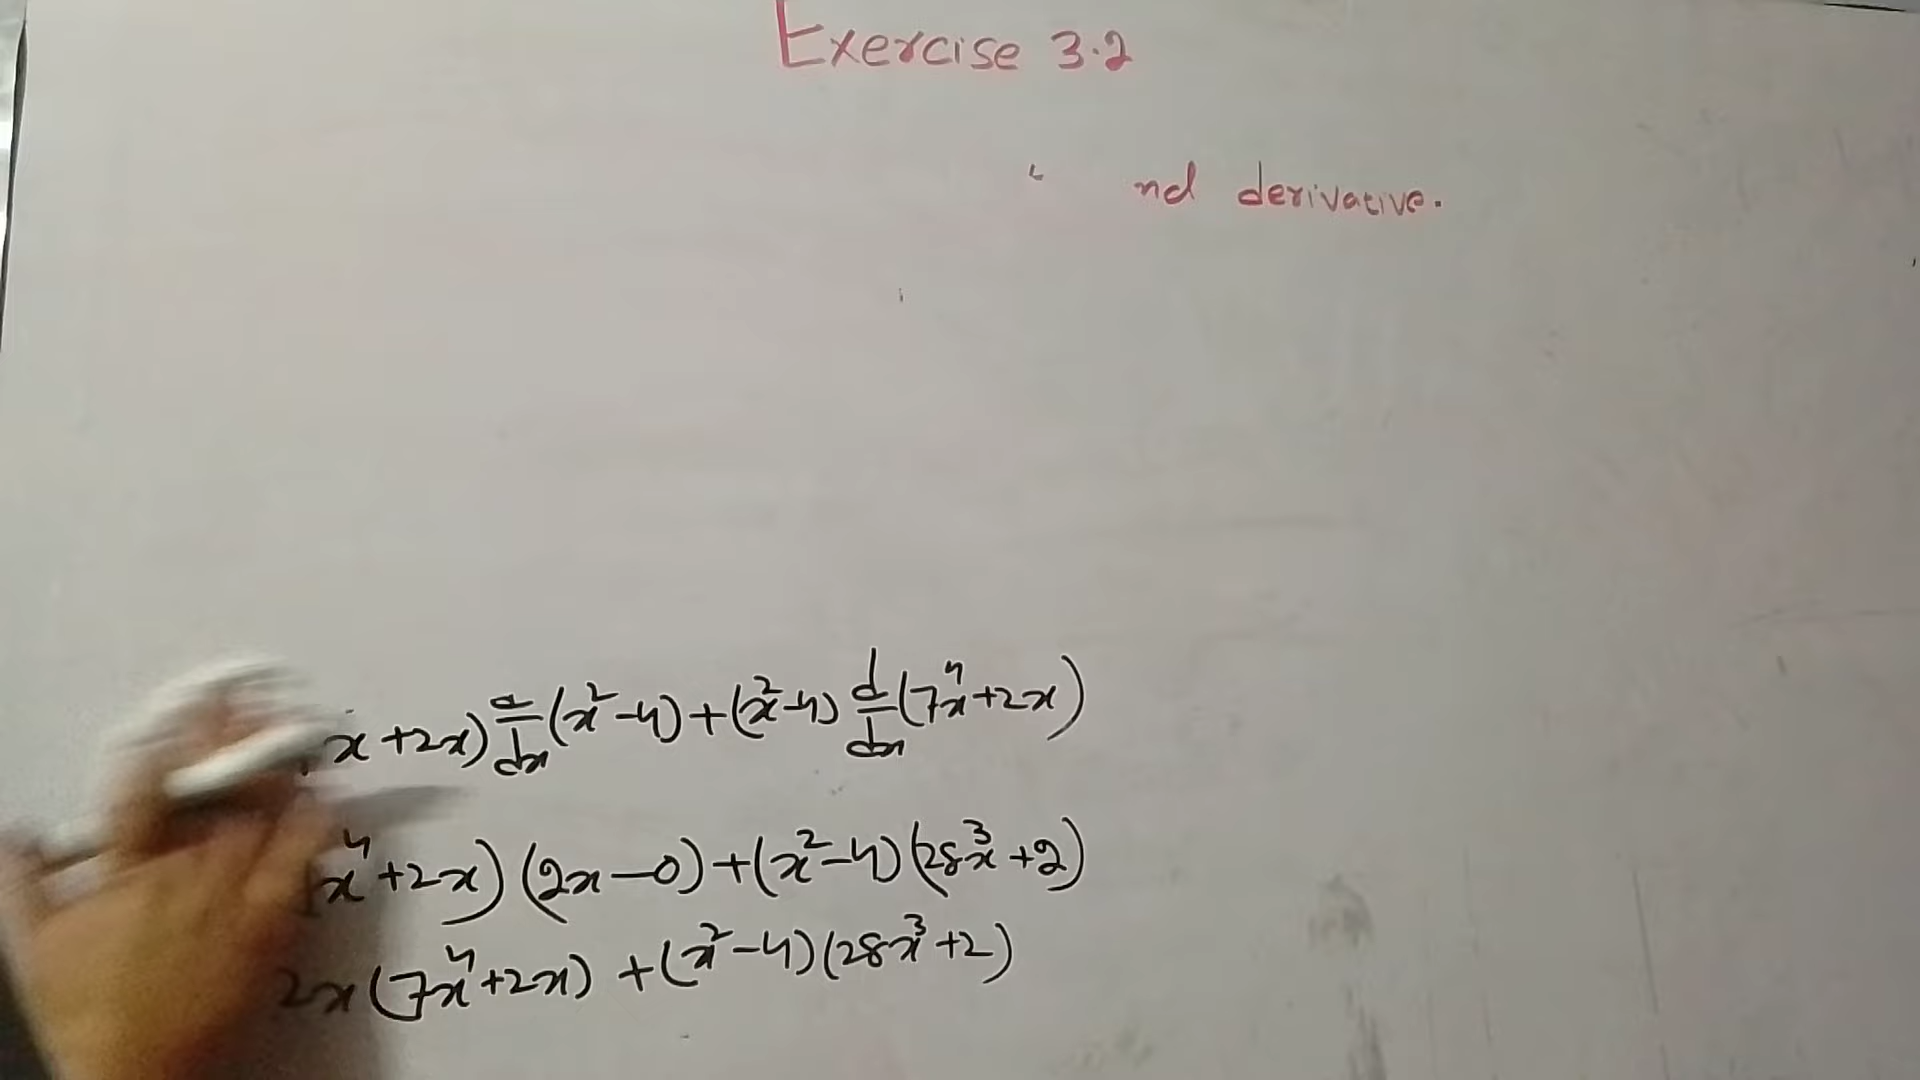 Exercise 3.2
nd derivative.
x + 2x) d/dx (x² - 4) + (x² - 4) d/dx (7x⁴ + 2x)
x⁴ + 2x) (2x - 0) + (x² - 4) (28x³ + 2)
2x (7x⁴ + 2x) + (x² - 4) (28x³ + 2)